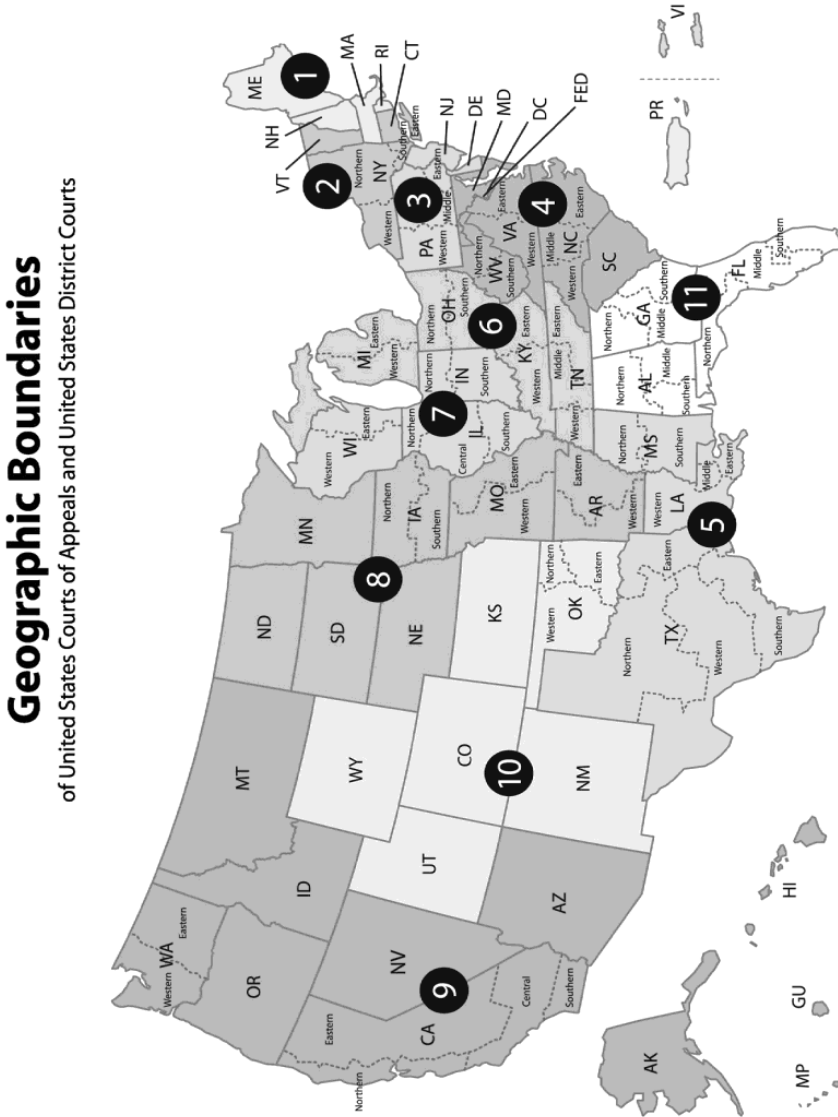 Geographic Boundaries
of United States Courts of Appeals and United States District Courts
WA
Western
Eastern
OR
ID
MT
ND
MN
SD
8
NE
IA
Northern
Southern
WI
Western
Eastern
MI
Western
Eastern
WY
NV
9
CA
Northern
Eastern
Central
Southern
UT
CO
10
KS
MO
Western
Eastern
7
IL
Northern
Central
Southern
IN
Northern
Southern
OH
Northern
Southern
6
KY
Western
Eastern
TN
Western
Middle
Eastern
AZ
NM
OK
Western
Northern
Eastern
AR
Western
Eastern
TX
Northern
Eastern
Western
Southern
LA
Western
Middle
Eastern
5
MS
Northern
Southern
AL
Northern
Middle
Southern
GA
Northern
Middle
Southern
11
FL
Northern
Middle
Southern
SC
NC
Western
Middle
Eastern
4
VA
Western
Eastern
WV
Northern
Southern
PA
Western
Middle
Eastern
3
NY
Western
Northern
Southern
Eastern
2
VT
NH
ME
1
MA
RI
CT
NJ
DE
MD
DC
FED
AK
MP
GU
HI
PR
VI